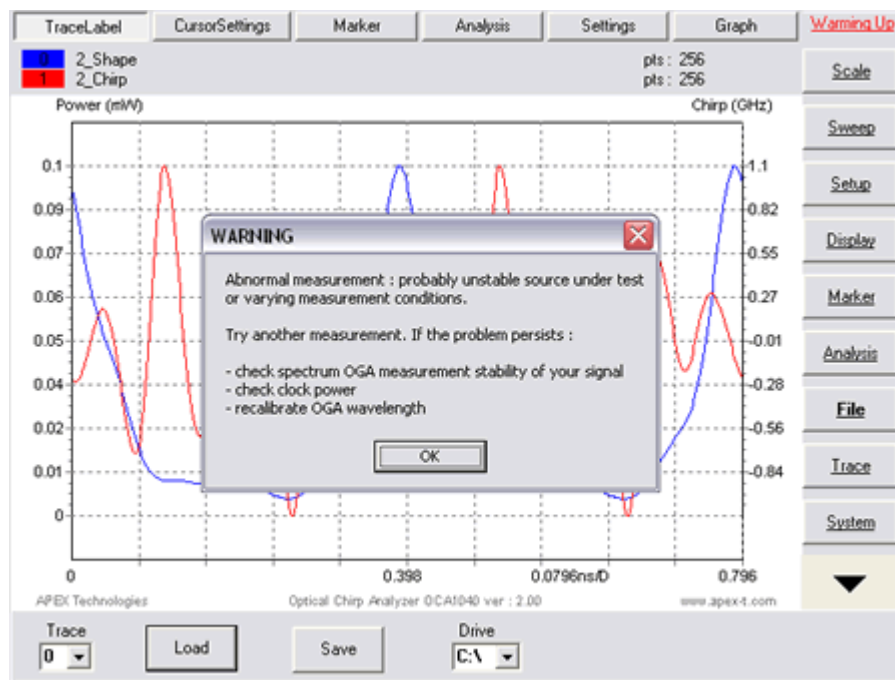 TraceLabel CursorSettings Marker Analysis Settings Graph Warming Up
0 2_Shape pts : 256
1 2_Chirp pts : 256
Scale
Power (mW) Chirp (GHz)
Sweep
0.1 1.1
Setup
0.09 0.82
WARNING
Display
0.07 0.55
Abnormal measurement : probably unstable source under test
or varying measurement conditions.
0.06 0.27
Marker
Try another measurement. If the problem persists :
0.05 -0.01
Analysis
- check spectrum OGA measurement stability of your signal
0.04 -0.28
- check clock power
- recalibrate OGA wavelength
File
0.02 -0.56
OK
0.01 -0.84
Trace
0
System
0 0.398 0.0796ns/D 0.796
APEX Technologies Optical Chirp Analyzer OCA1040 ver : 2.00 www.apex-t.com
Trace Drive
0 Load Save C:\